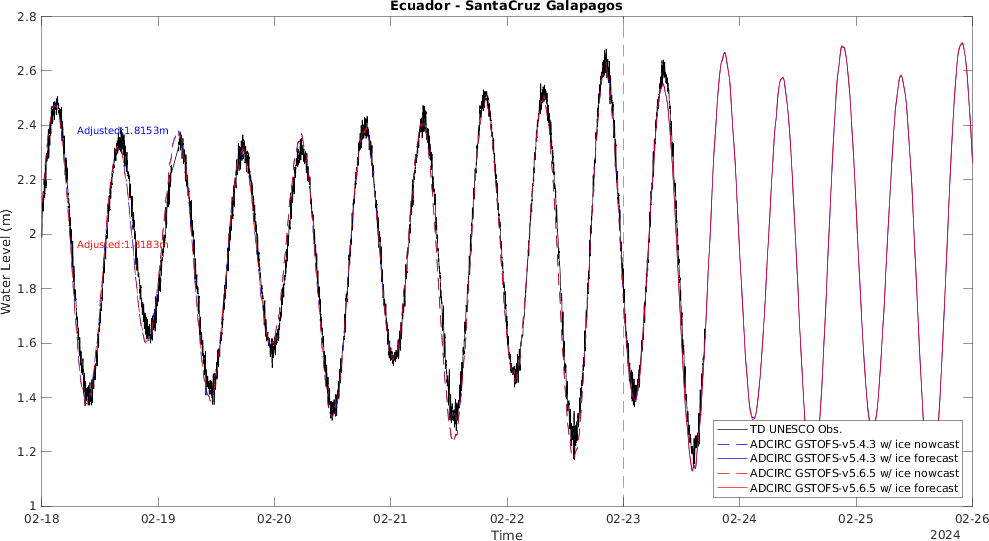 Ecuador - SantaCruz Galapagos
2.8
2.6
2.4
2.2
2
1.8
1.6
1.4
1.2
1
Water Level (m)
Adjusted:1.8153m
Adjusted:1.8183m
TD UNESCO Obs.
ADCIRC GSTOFS-v5.4.3 w/ ice nowcast
ADCIRC GSTOFS-v5.4.3 w/ ice forecast
ADCIRC GSTOFS-v5.6.5 w/ ice nowcast
ADCIRC GSTOFS-v5.6.5 w/ ice forecast
02-18 02-19 02-20 02-21 02-22 02-23 02-24 02-25 02-26
Time
2024